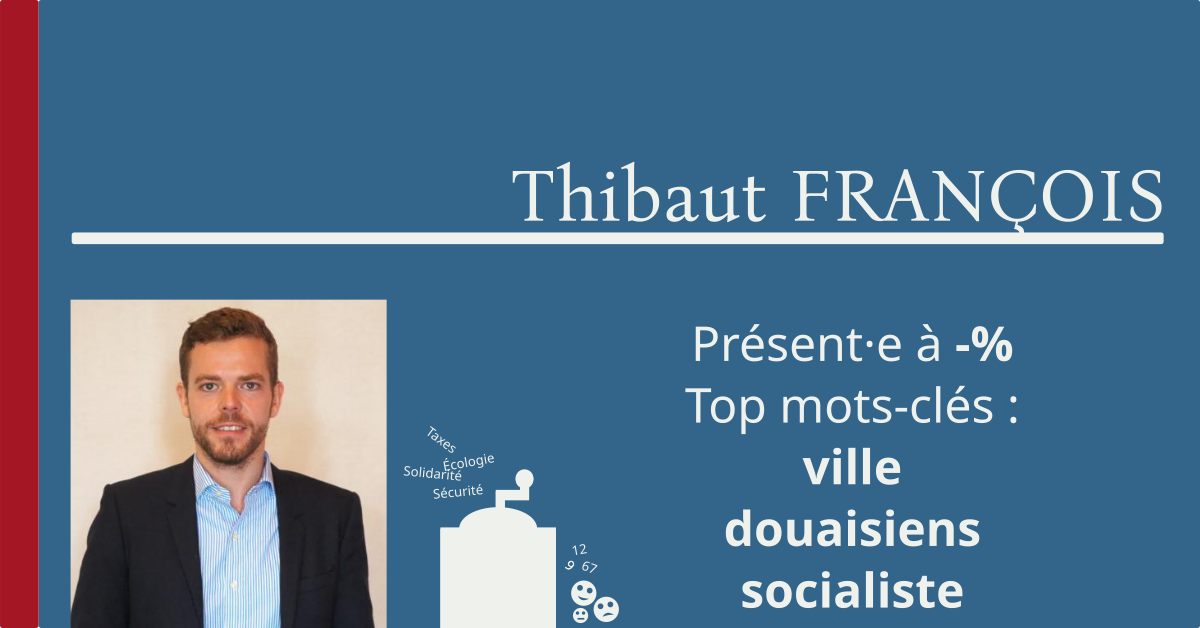 Thibaut FRANÇOIS
Présent·e à -%
Top mots-clés :
ville
douaisiens
socialiste
Taxes
Écologie
Solidarité
Sécurité
12
9 67